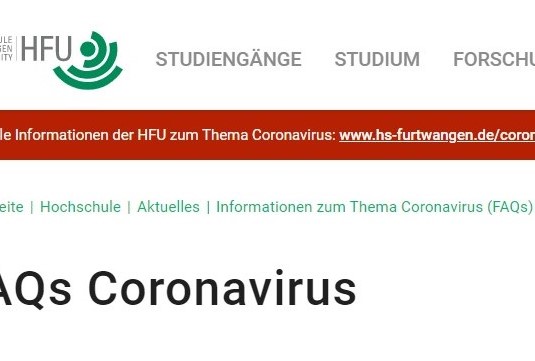 ULE
GEN
ITY
HFU
STUDIENGÄNGE STUDIUM FORSCHU
le Informationen der HFU zum Thema Coronavirus: www.hs-furtwangen.de/coron
eite | Hochschule | Aktuelles | Informationen zum Thema Coronavirus (FAQs)
AQs Coronavirus